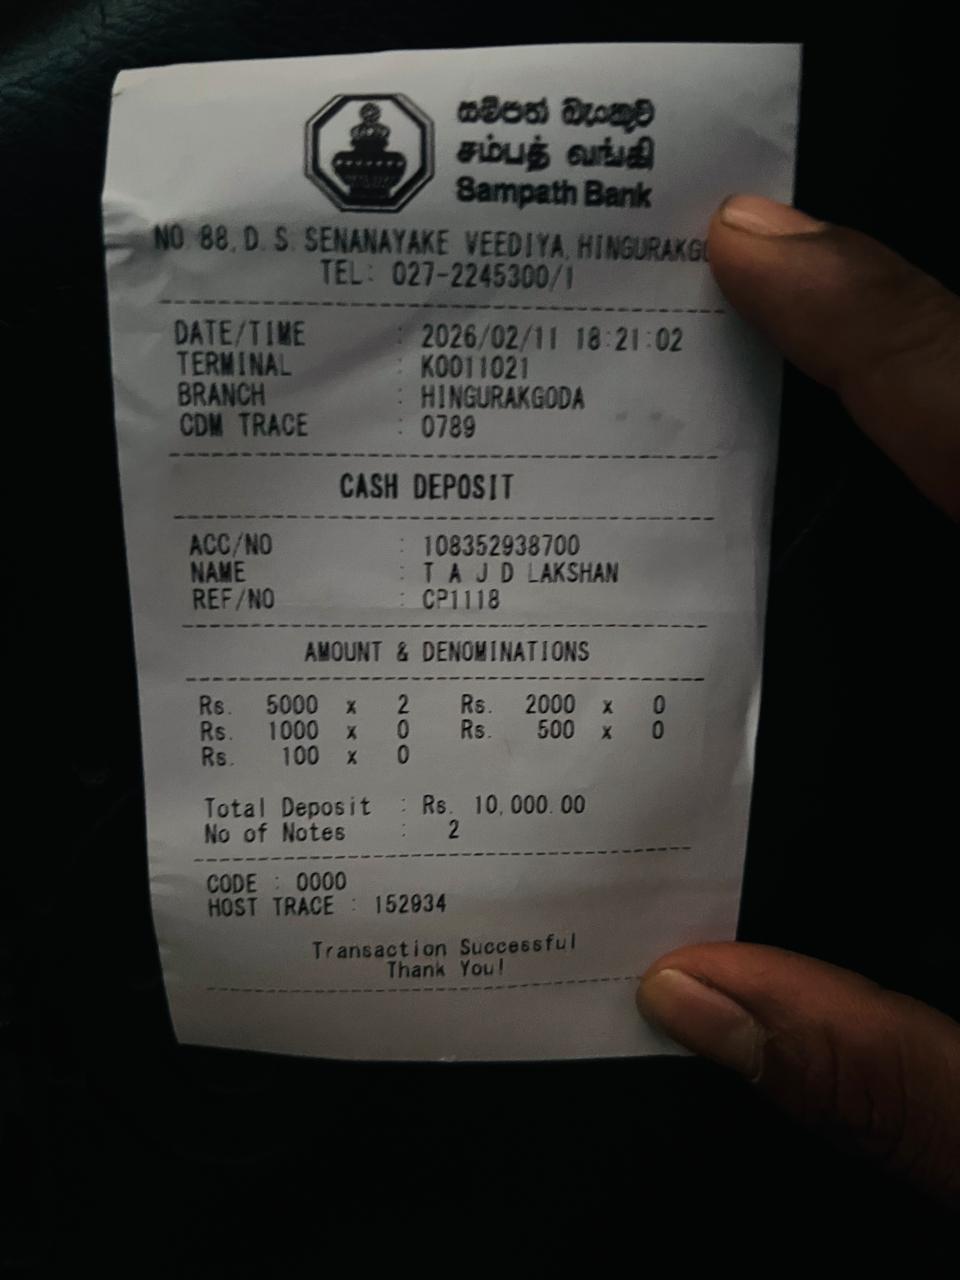 සම්පත් බැංකුව
சம்பத் வங்கி
Sampath Bank
NO 88, D. S. SENANAYAKE VEEDIYA, HINGURAKGO
TEL: 027-2245300/1
DATE/TIME : 2026/02/11 18:21:02
TERMINAL : K0011021
BRANCH : HINGURAKGODA
CDM TRACE : 0789
CASH DEPOSIT
ACC/NO : 108352938700
NAME : T A J D LAKSHAN
REF/NO : CP1118
AMOUNT & DENOMINATIONS
Rs. 5000 x 2 Rs. 2000 x 0
Rs. 1000 x 0 Rs. 500 x 0
Rs. 100 x 0
Total Deposit : Rs. 10,000.00
No of Notes : 2
CODE : 0000
HOST TRACE : 152934
Transaction Successful
Thank You!